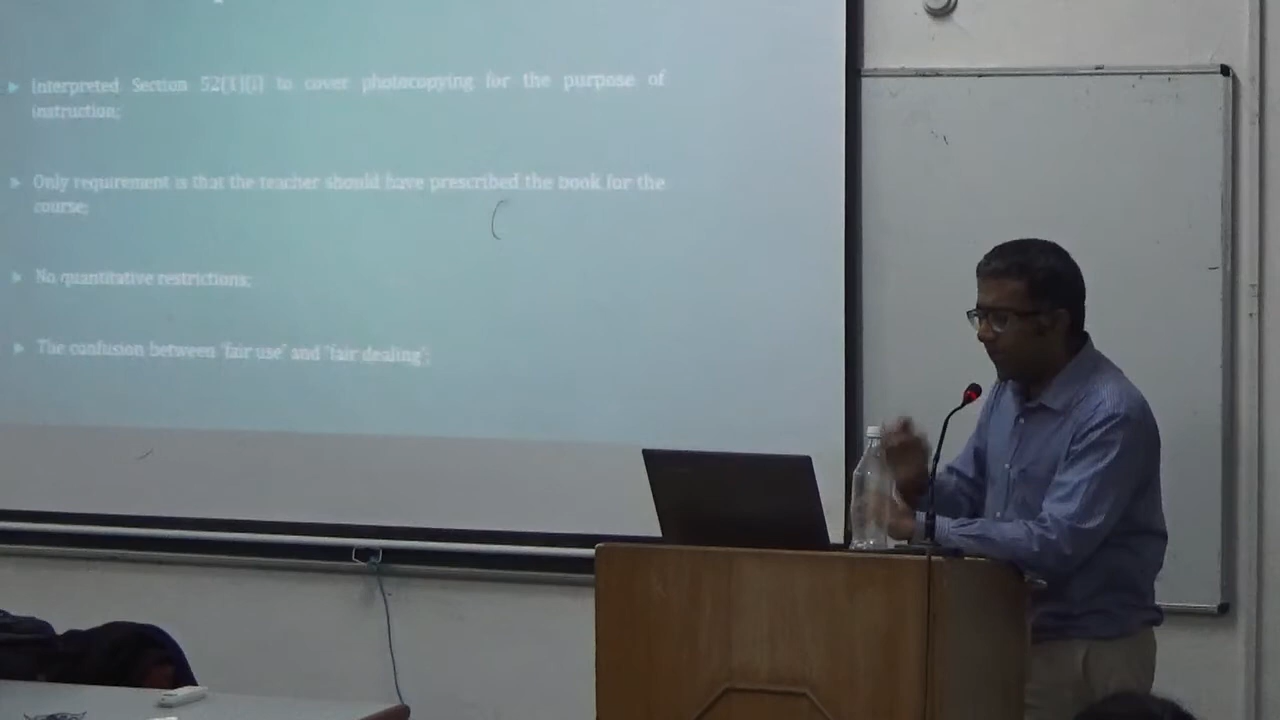 Interpreted Section 52(1)(i) to cover photocopying for the purpose of
instruction;
Only requirement is that the teacher should have prescribed the book for the
course;
No quantitative restrictions;
The confusion between 'fair use' and 'fair dealing';